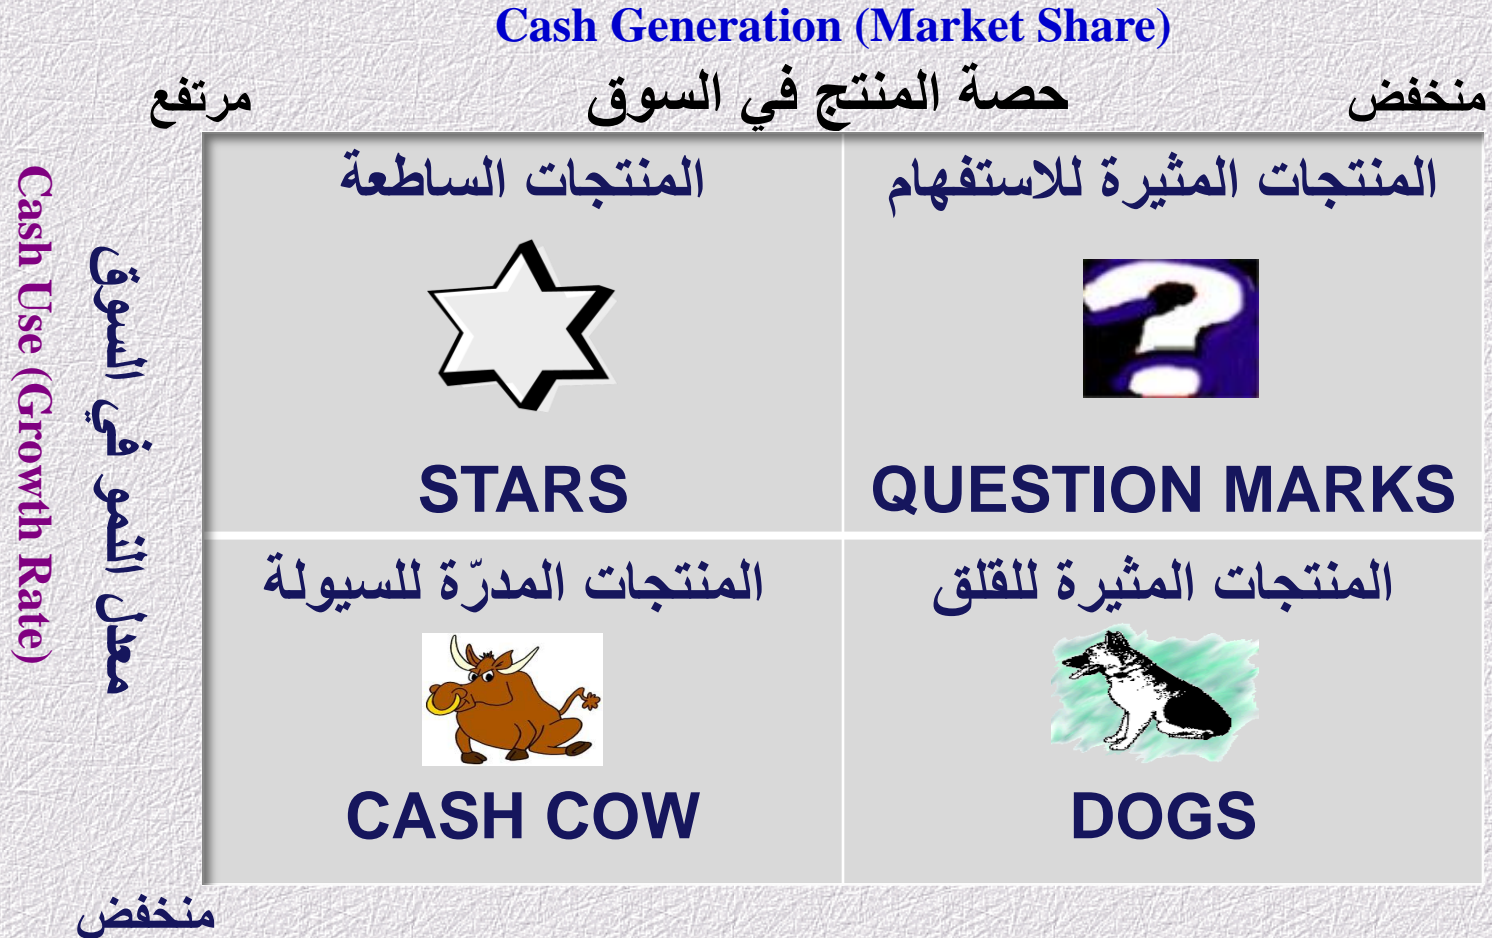 Cash Generation (Market Share)
حصة المنتج في السوق
مرتفع
منخفض
Cash Use (Growth Rate)
معدل النمو في السوق
المنتجات الساطعة
STARS
المنتجات المثيرة للاستفهام
QUESTION MARKS
المنتجات المدرّة للسيولة
CASH COW
المنتجات المثيرة للقلق
DOGS
منخفض